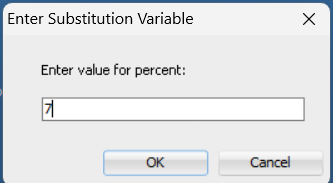 Enter Substitution Variable
Enter value for percent:
7
OK
Cancel